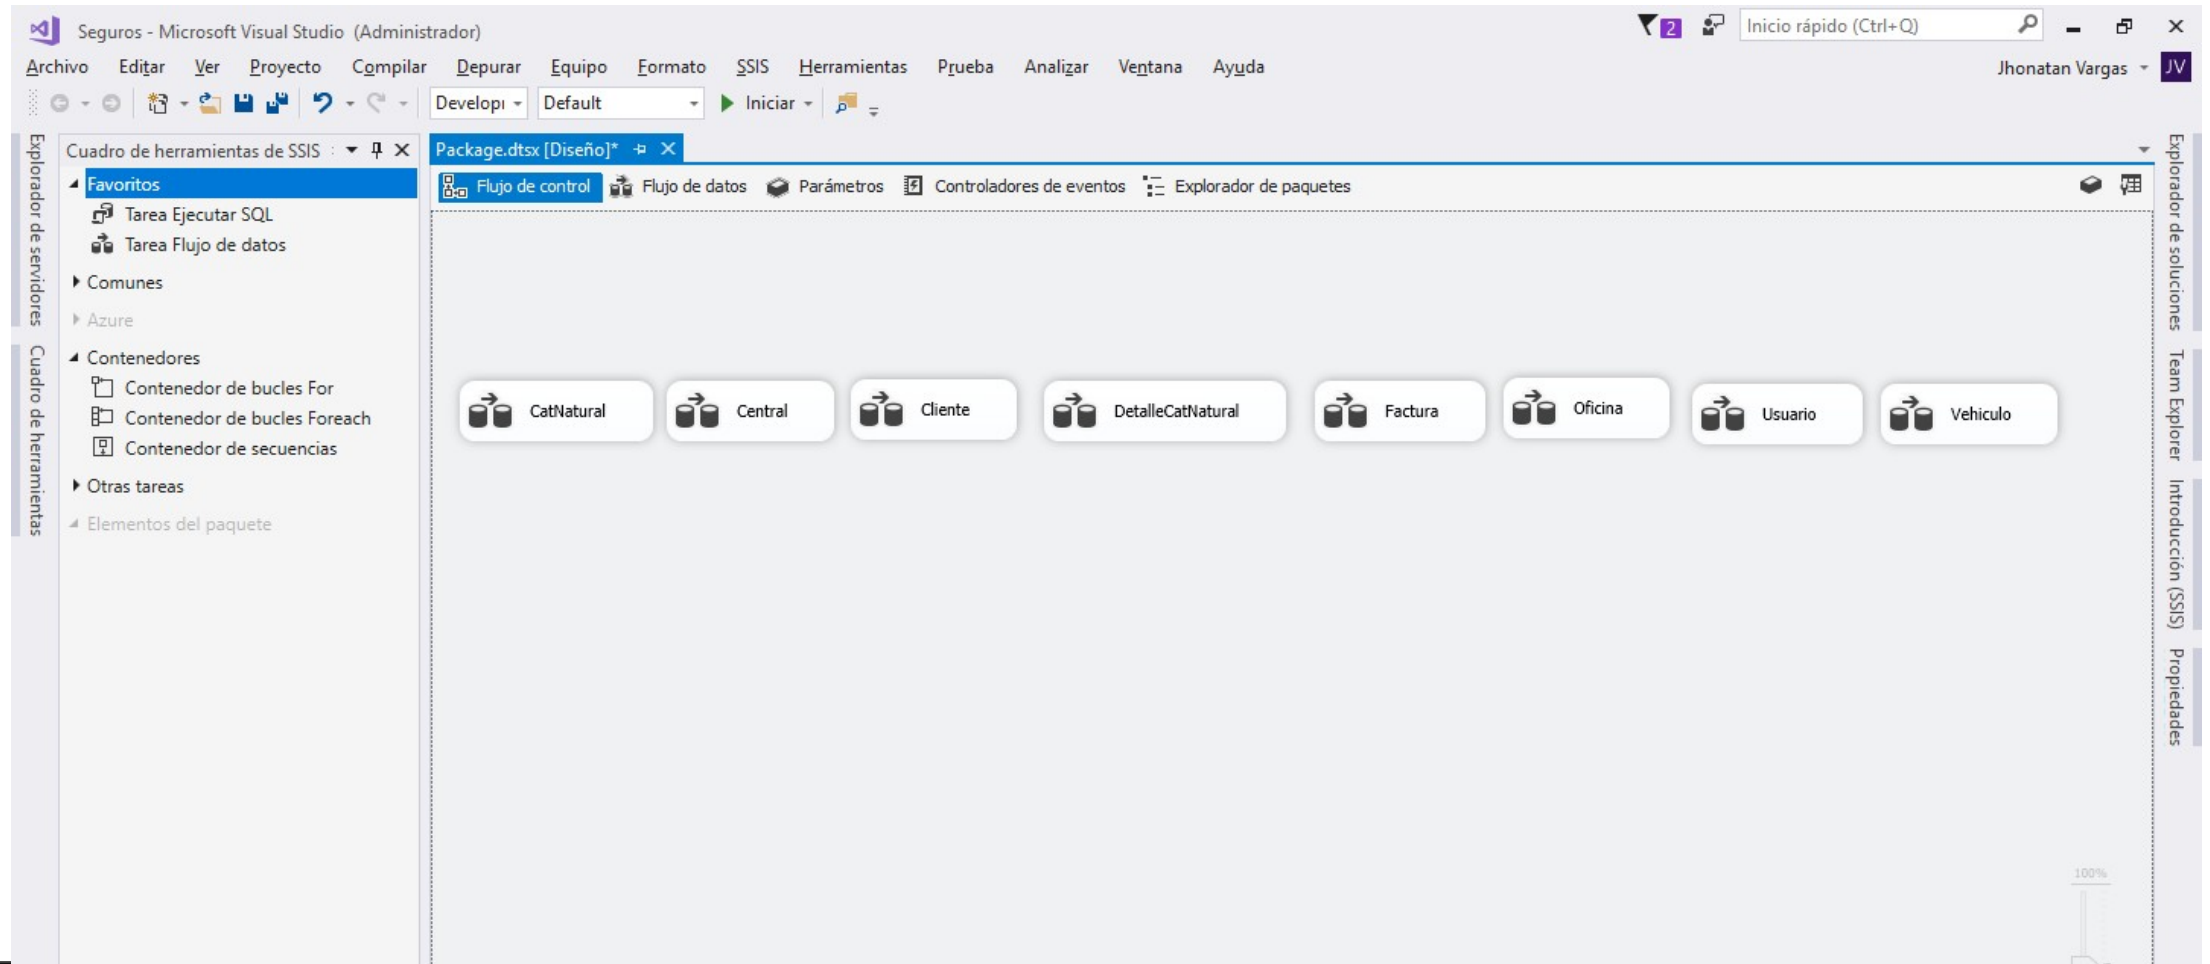 Seguros - Microsoft Visual Studio (Administrador)
2
Inicio rápido (Ctrl+Q)
Archivo Editar Ver Proyecto Compilar Depurar Equipo Formato SSIS Herramientas Prueba Analizar Ventana Ayuda
Jhonatan Vargas JV
Developı Default Iniciar
Explorador de servidores
Cuadro de herramientas
Cuadro de herramientas de SSIS
Favoritos
Tarea Ejecutar SQL
Tarea Flujo de datos
Comunes
Azure
Contenedores
Contenedor de bucles For
Contenedor de bucles Foreach
Contenedor de secuencias
Otras tareas
Elementos del paquete
Package.dtsx [Diseño]*
Flujo de control Flujo de datos Parámetros Controladores de eventos Explorador de paquetes
CatNatural Central Cliente DetalleCatNatural Factura Oficina Usuario Vehiculo
100%
Explorador de soluciones
Team Explorer
Introducción (SSIS)
Propiedades